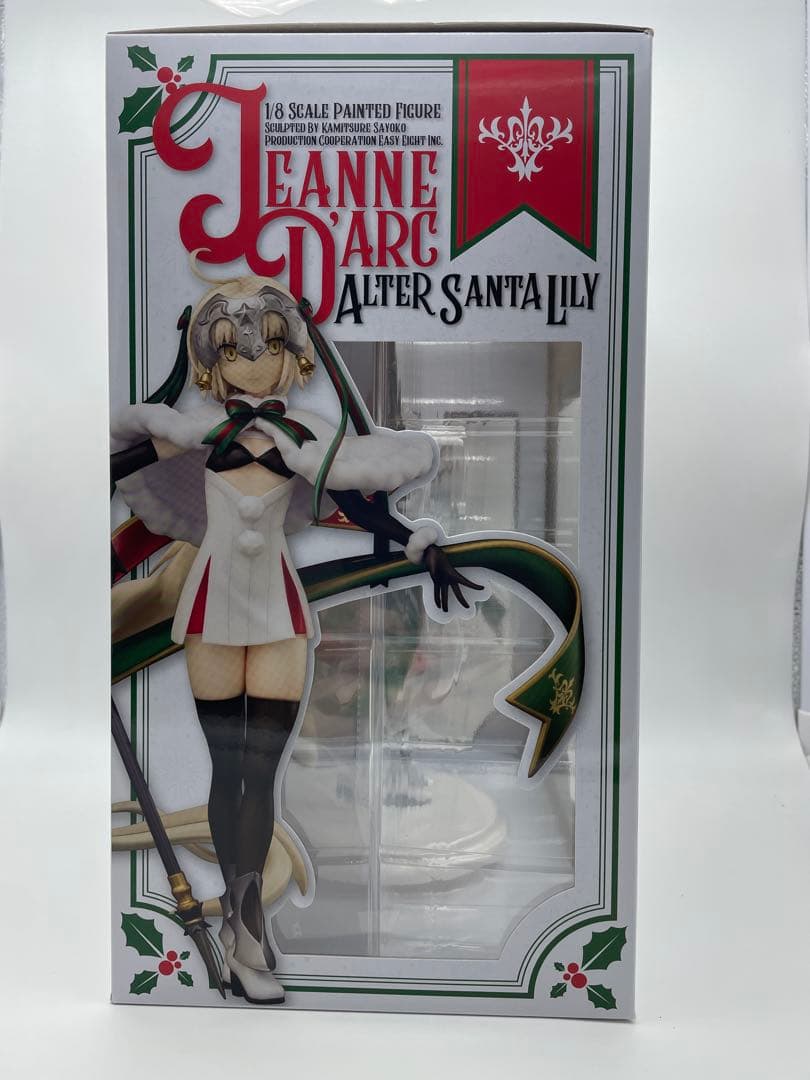 1/8 Scale Painted Figure
Sculpted By Kamitsure Sayoko
Production Cooperation Easy Eight Inc.
Jeanne
D'Arc
Alter Santa Lily